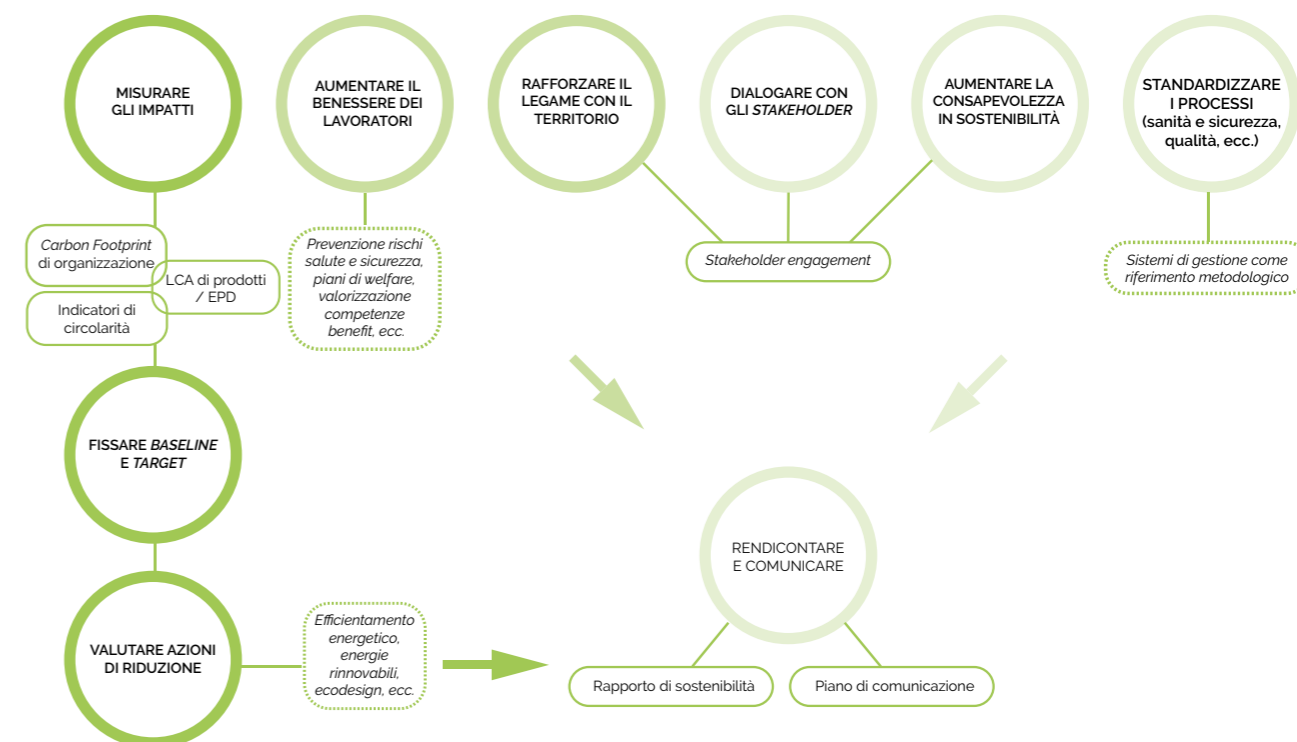 MISURARE
GLI IMPATTI
AUMENTARE IL
BENESSERE DEI
LAVORATORI
RAFFORZARE IL
LEGAME CON IL
TERRITORIO
DIALOGARE CON
GLI STAKEHOLDER
AUMENTARE LA
CONSAPEVOLEZZA
IN SOSTENIBILITÀ
STANDARDIZZARE
I PROCESSI
(sanità e sicurezza,
qualità, ecc.)
Carbon Footprint
di organizzazione
LCA di prodotti
/ EPD
Indicatori di
circolarità
Prevenzione rischi
salute e sicurezza,
piani di welfare,
valorizzazione
competenze
benefit, ecc.
Stakeholder engagement
Sistemi di gestione come
riferimento metodologico
FISSARE BASELINE
E TARGET
VALUTARE AZIONI
DI RIDUZIONE
Efficientamento
energetico,
energie
rinnovabili,
ecodesign, ecc.
RENDICONTARE
E COMUNICARE
Rapporto di sostenibilità
Piano di comunicazione